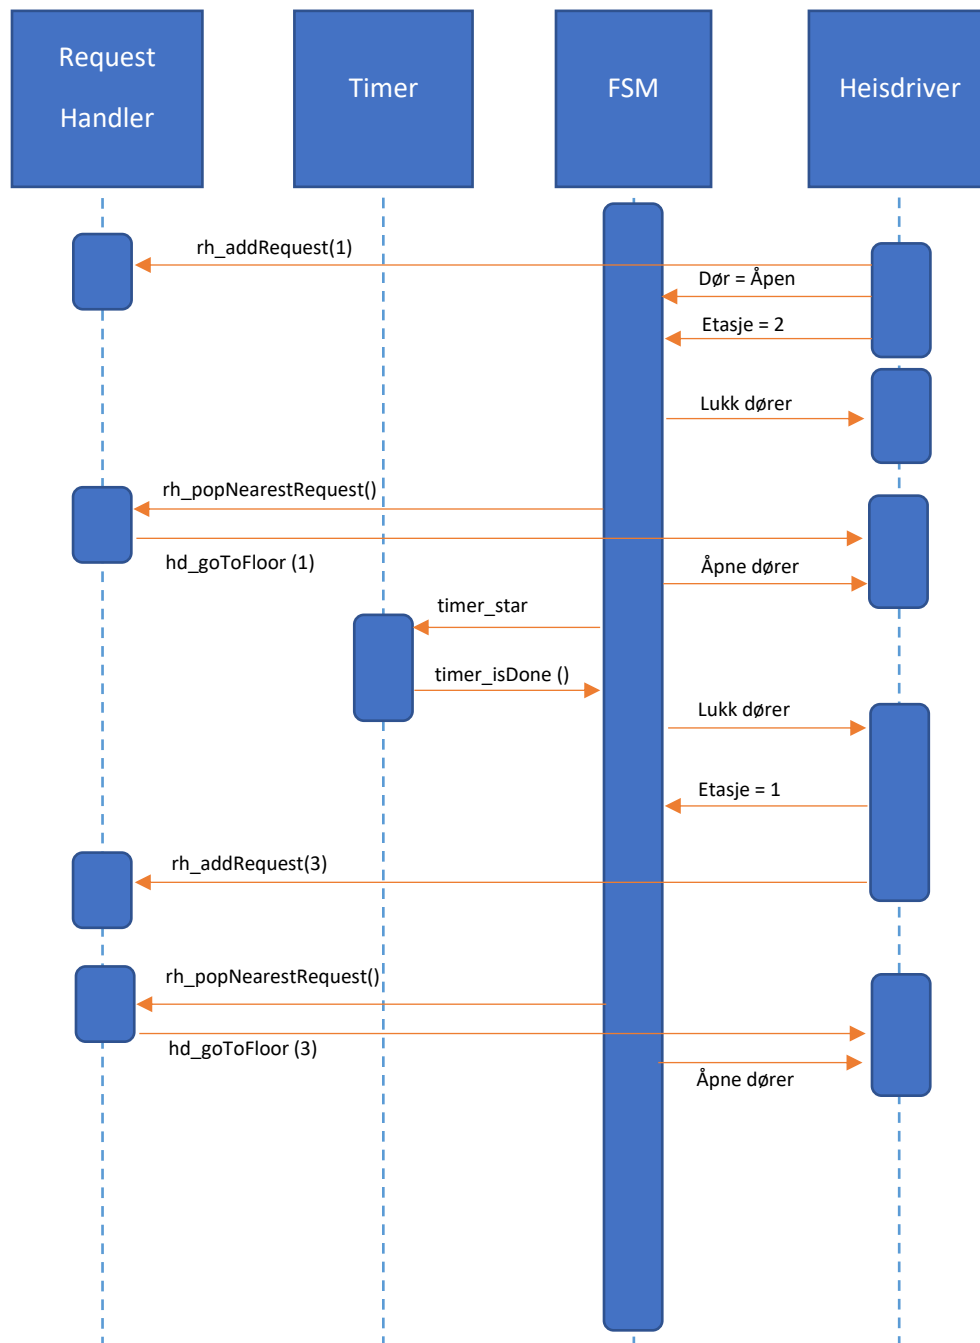 Request
Handler
Timer
FSM
Heisdriver
rh_addRequest(1)
Dør = Åpen
Etasje = 2
Lukk dører
rh_popNearestRequest()
hd_goToFloor (1)
Åpne dører
timer_star
timer_isDone ()
Lukk dører
Etasje = 1
rh_addRequest(3)
rh_popNearestRequest()
hd_goToFloor (3)
Åpne dører